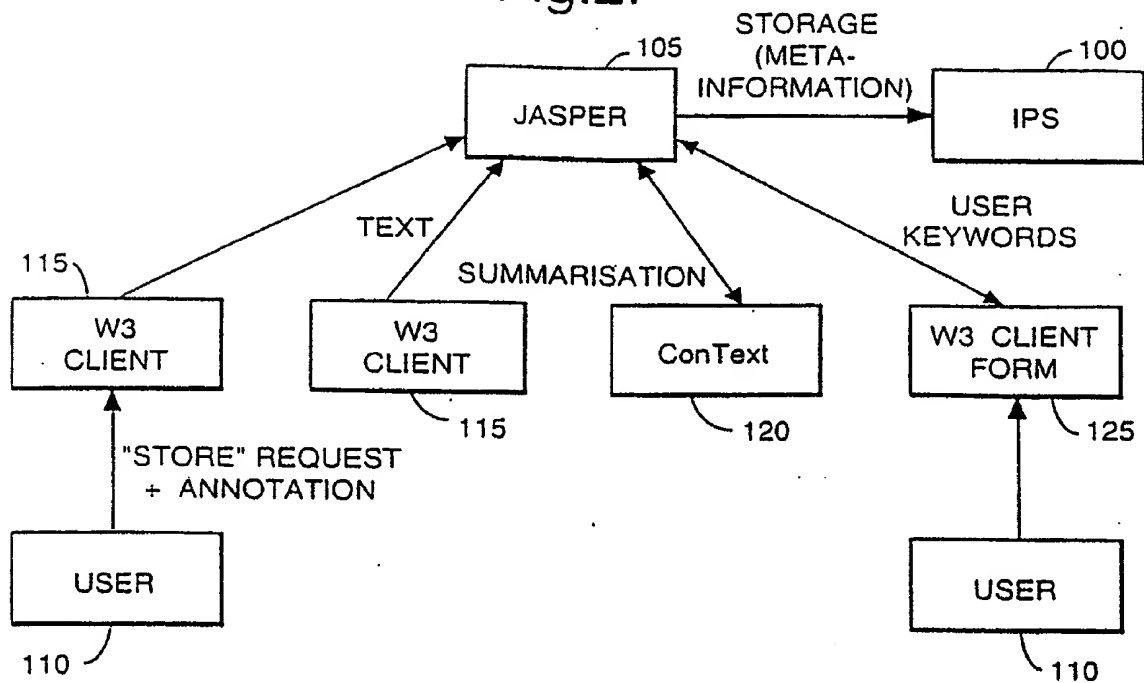 STORAGE
(META-
INFORMATION)
105
100
JASPER
IPS
TEXT
USER
KEYWORDS
SUMMARISATION
115
W3
CLIENT
W3
CLIENT
ConText
W3 CLIENT
FORM
115
120
125
"STORE" REQUEST
+ ANNOTATION
USER
USER
110
110